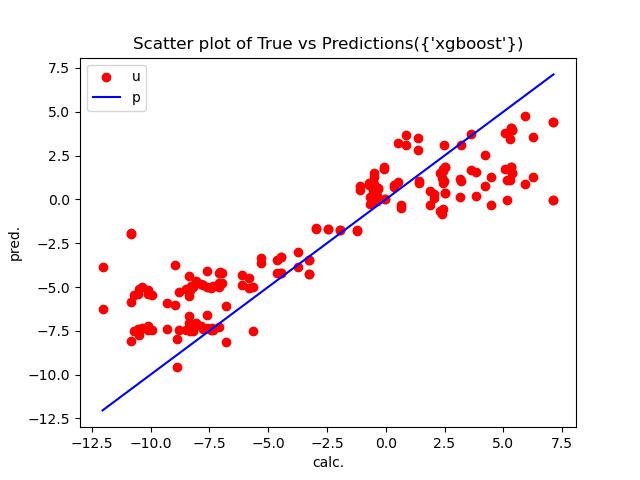 Scatter plot of True vs Predictions({'xgboost'})
u
p
7.5
5.0
2.5
0.0
−2.5
−5.0
−7.5
−10.0
−12.5
pred.
−12.5 −10.0 −7.5 −5.0 −2.5 0.0 2.5 5.0 7.5
calc.